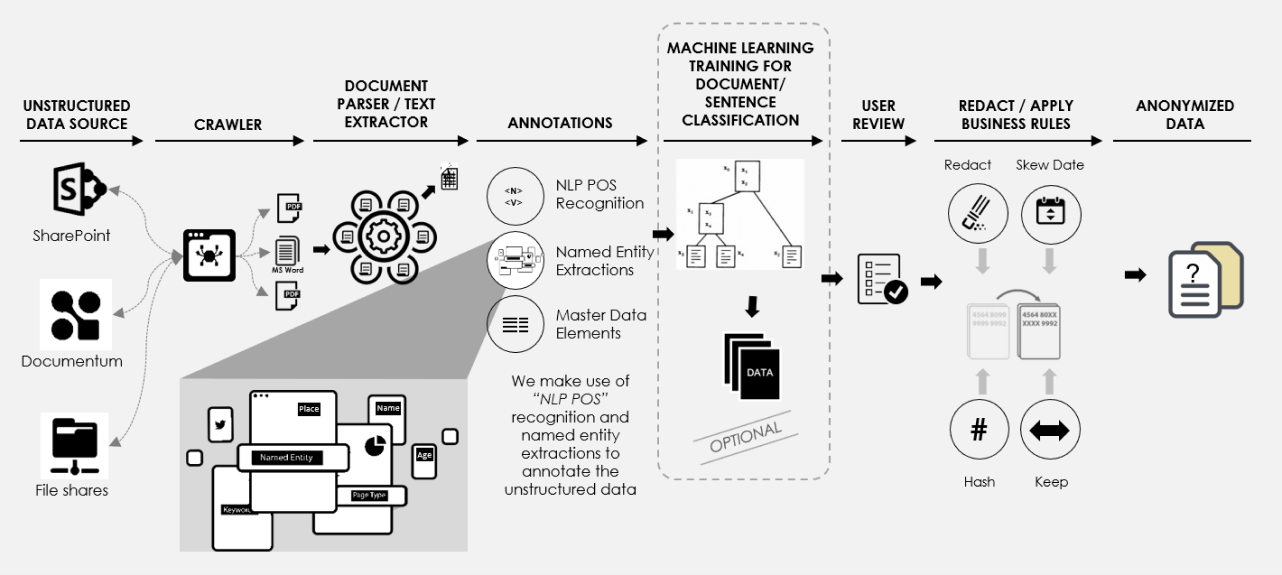 UNSTRUCTURED
DATA SOURCE
CRAWLER
DOCUMENT
PARSER / TEXT
EXTRACTOR
ANNOTATIONS
MACHINE LEARNING
TRAINING FOR
DOCUMENT/
SENTENCE
CLASSIFICATION
USER
REVIEW
REDACT / APPLY
BUSINESS RULES
ANONYMIZED
DATA
S
SharePoint
Documentum
File shares
PDF
MS Word
PDF
<N>
<V>
NLP POS
Recognition
Named Entity
Extractions
Master Data
Elements
We make use of
“NLP POS”
recognition and
named entity
extractions to
annotate the
unstructured data
Place
Name
Named Entity
Age
Page Type
Keyword
DATA
OPTIONAL
Redact
Skew Date
4564 8099
9999 9992
4564 80XX
XXXX 9992
#
Hash
Keep
?